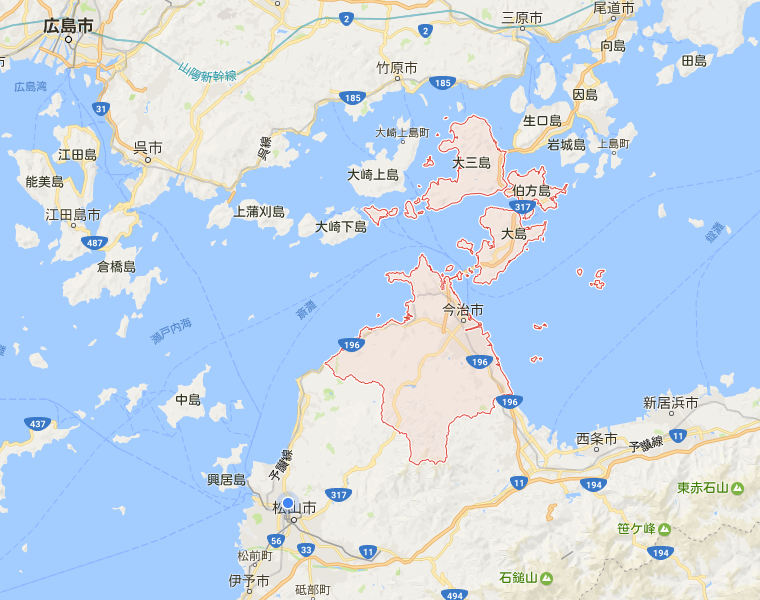 尾道市
三原市
広島市
2
2
向島
田島
山陽新幹線
竹原市
185
広島湾
因島
185
31
生口島
大崎上島町
岩城島
上島町
呉線
呉市
江田島
大三島
大崎上島
能美島
伯方島
317
江田島市
上蒲刈島
大崎下島
大島
燧灘
487
倉橋島
斎灘
今治市
瀬戸内海
196
196
中島
196
新居浜市
437
西条市
予讃線
11
予讃線
興居島
11
194
東赤石山
317
松山市
笹ケ峰
56
33
11
194
松前町
伊予市
砥部町
石鎚山
494